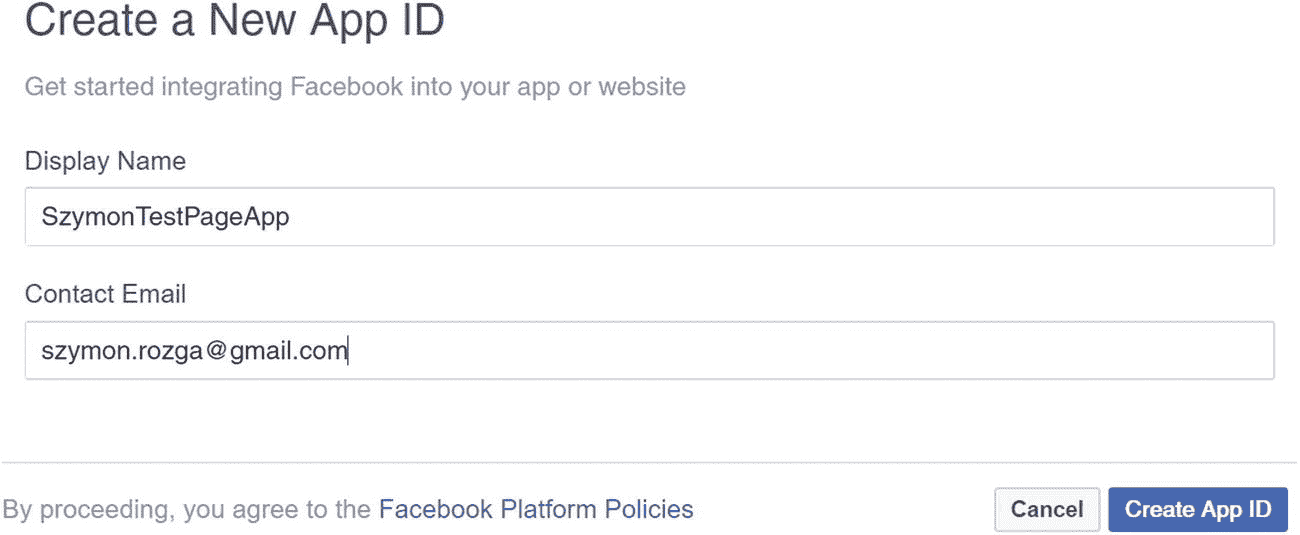 Create a New App ID
Get started integrating Facebook into your app or website
Display Name
SzymonTestPageApp
Contact Email
szymon.rozga@gmail.com
By proceeding, you agree to the Facebook Platform Policies
Cancel
Create App ID